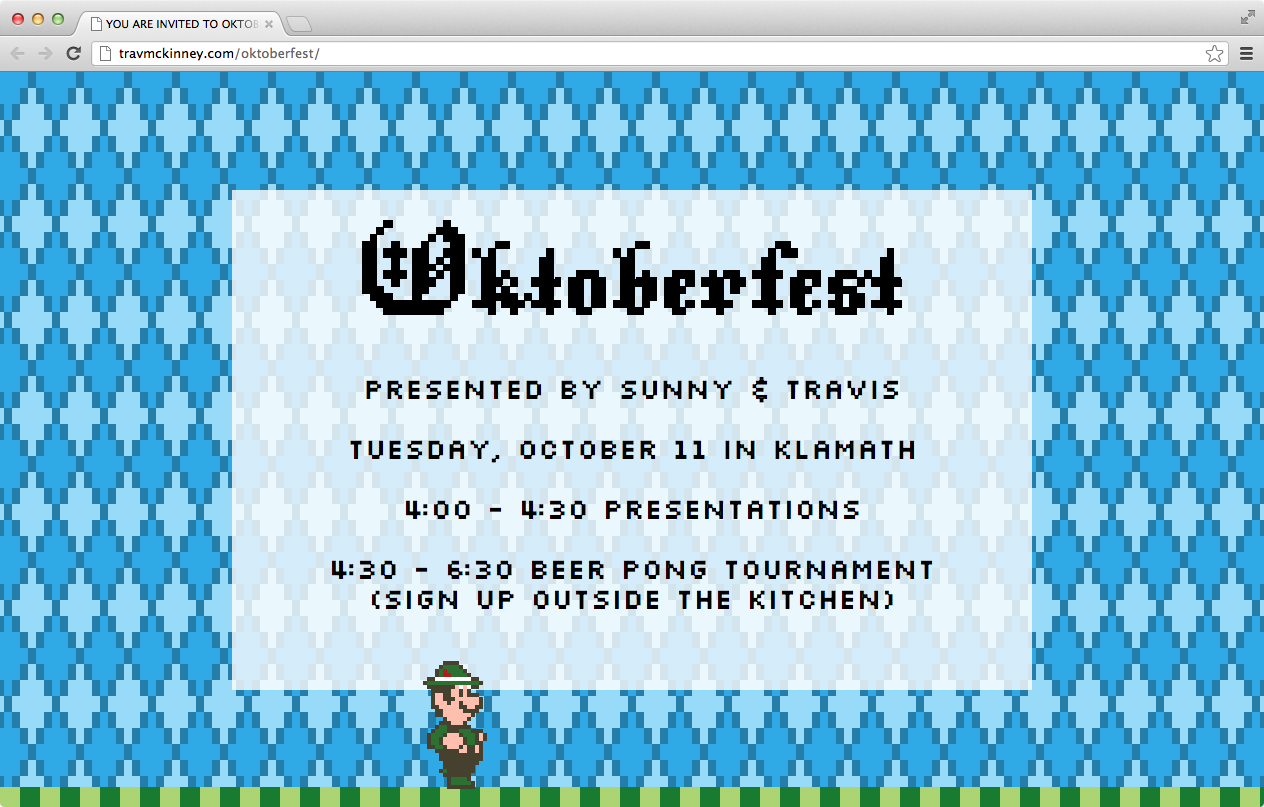 YOU ARE INVITED TO OKTOB
travmckinney.com/oktoberfest/
Oktoberfest
PRESENTED BY SUNNY & TRAVIS
TUESDAY, OCTOBER 11 IN KLAMATH
4:00 - 4:30 PRESENTATIONS
4:30 - 6:30 BEER PONG TOURNAMENT
(SIGN UP OUTSIDE THE KITCHEN)